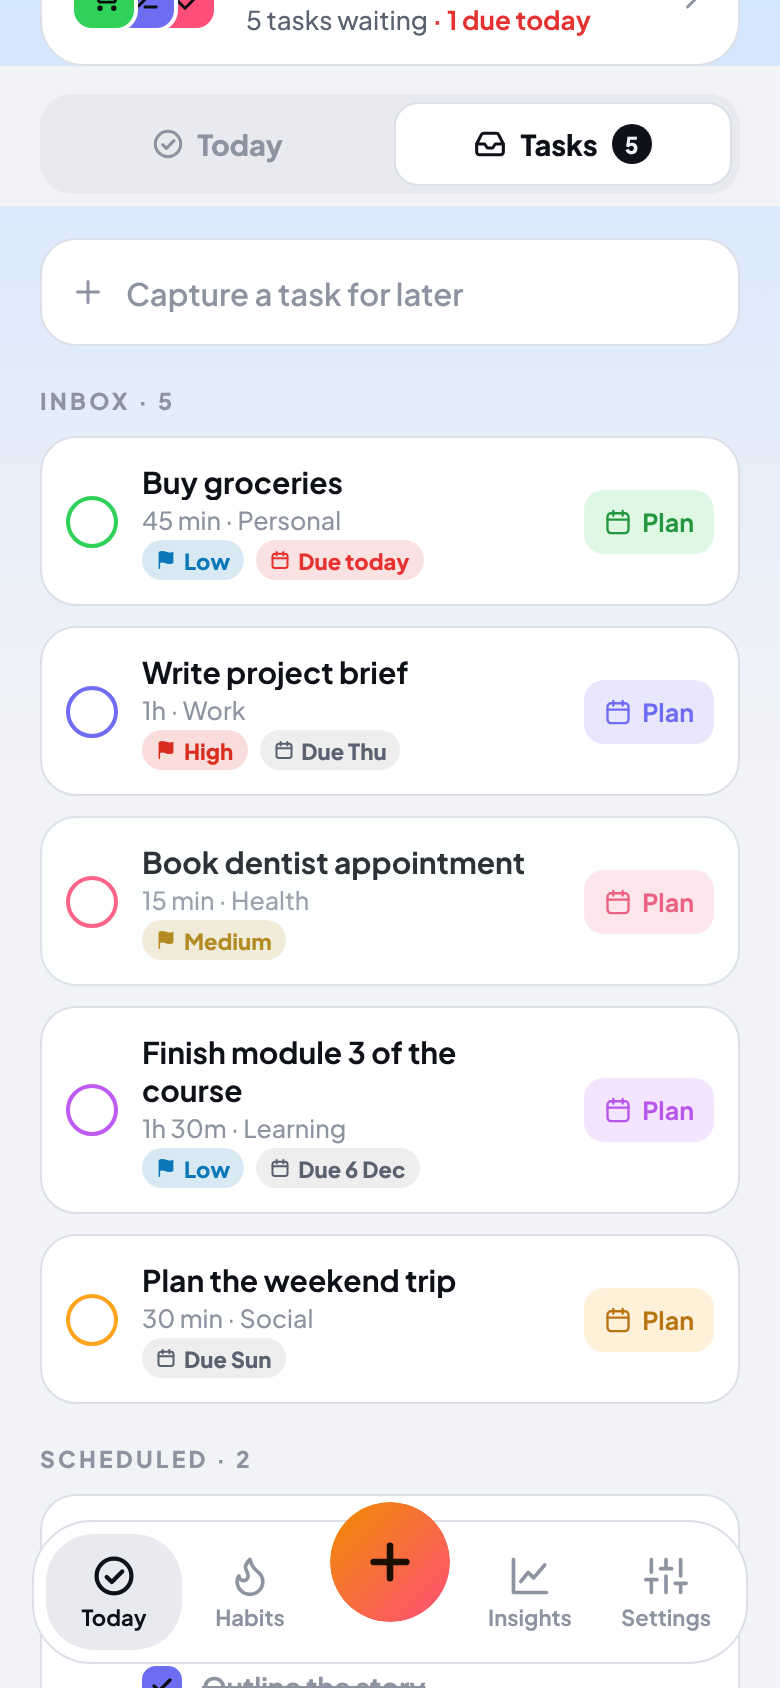 5 tasks waiting · 1 due today
Today
Tasks 5
Capture a task for later
INBOX · 5
Buy groceries
45 min · Personal
Low
Due today
Plan
Write project brief
1h · Work
High
Due Thu
Plan
Book dentist appointment
15 min · Health
Medium
Plan
Finish module 3 of the
course
1h 30m · Learning
Low
Due 6 Dec
Plan
Plan the weekend trip
30 min · Social
Due Sun
Plan
SCHEDULED · 2
Today
Habits
Insights
Settings
Outline the story